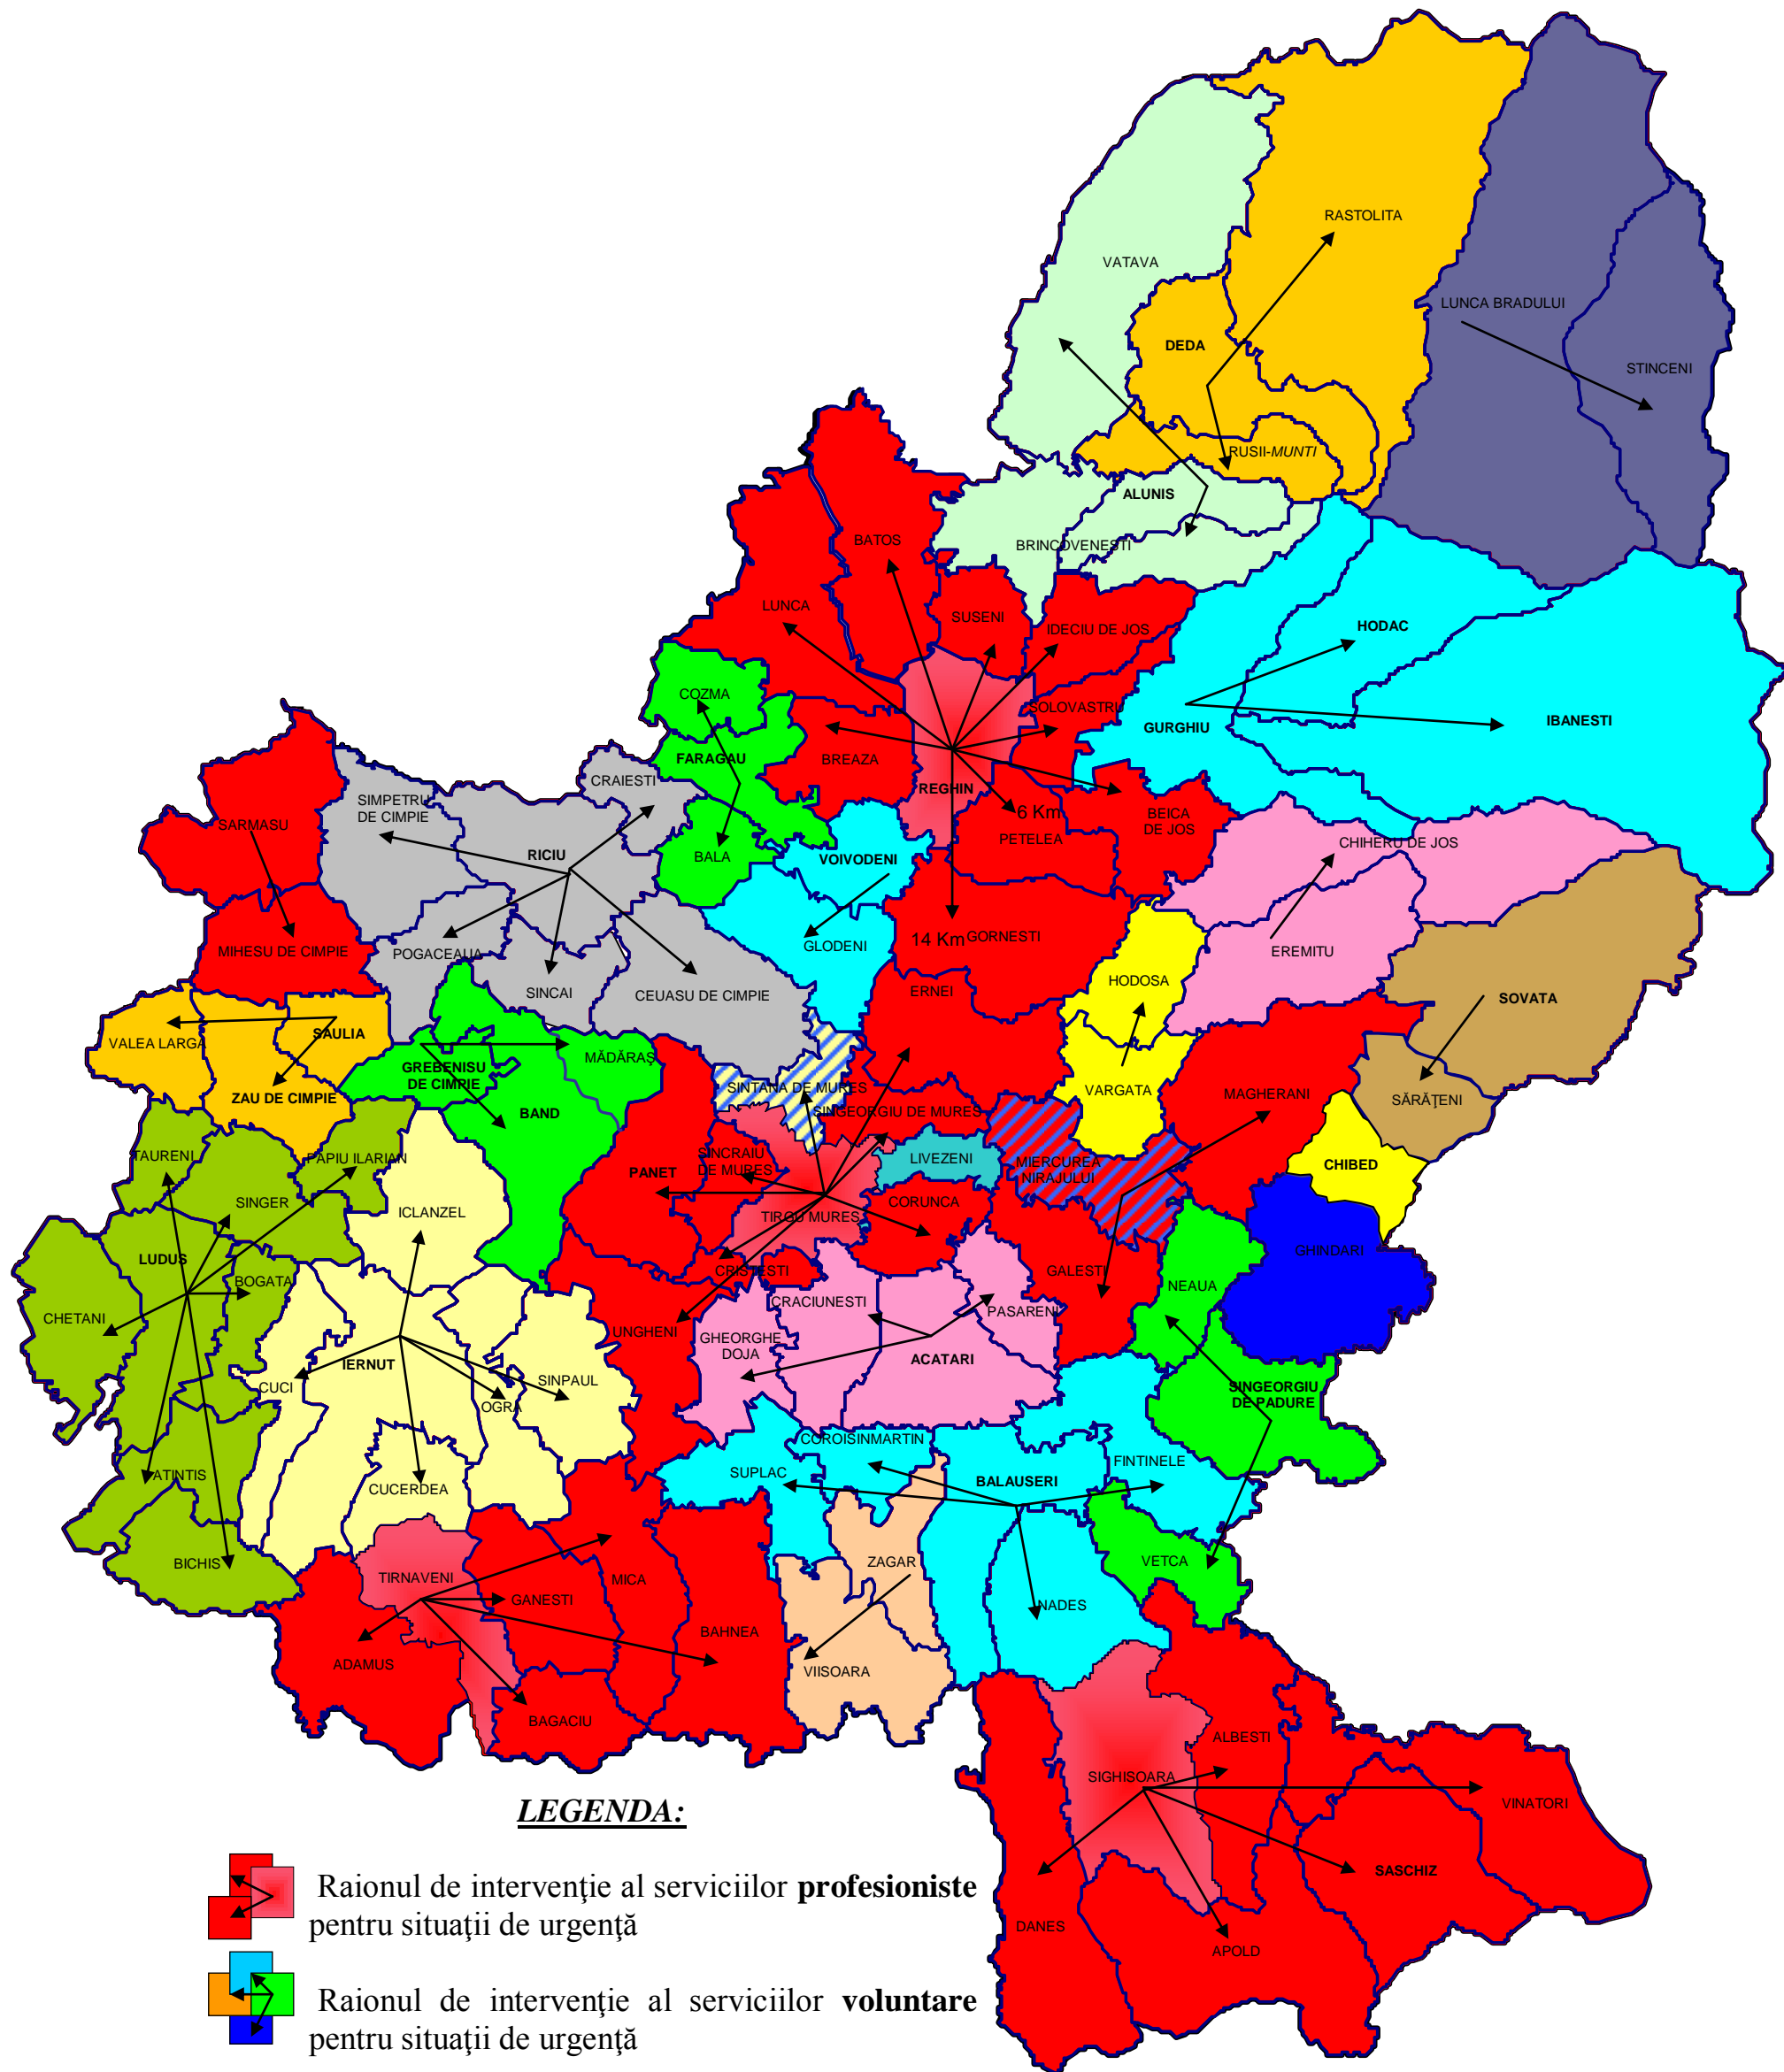 RASTOLITA
VATAVA
LUNCA BRADULUI
DEDA
STINCENI
RUSII-MUNTI
ALUNIS
BATOS
BRINCOVENESTI
LUNCA
SUSENI
IDECIU DE JOS
HODAC
COZMA
SOLOVASTRU
GURGHIU
IBANESTI
FARAGAU
BREAZA
CRAIESTI
REGHIN
SIMPETRU
DE CIMPIE
6 Km
BEICA
DE JOS
SARMASU
PETELEA
CHIHERU DE JOS
RICIU
BALA
VOIVODENI
MIHESU DE CIMPIE
POGACEAUA
GLODENI
14 Km
GORNESTI
EREMITU
SINCAI
CEUASU DE CIMPIE
ERNEI
HODOSA
SOVATA
VALEA LARGA
SAULIA
MĂDĂRAŞ
GREBENISU
DE CIMPIE
ZAU DE CIMPIE
BAND
SINTANA DE MURES
VARGATA
MAGHERANI
SĂRĂŢENI
SINGEORGIU DE MURES
TAURENI
PAPIU ILARIAN
PANET
SINCRAIU
DE MURES
LIVEZENI
MIERCUREA
NIRAJULUI
CHIBED
SINGER
ICLANZEL
TIRGU MURES
CORUNCA
LUDUS
BOGATA
CRISTESTI
GALESTI
NEAUA
GHINDARI
CHETANI
CRACIUNESTI
PASARENI
UNGHENI
GHEORGHE
DOJA
ACATARI
IERNUT
CUCI
SINPAUL
OGRA
SINGEORGIU
DE PADURE
COROISINMARTIN
ATINTIS
SUPLAC
BALAUSERI
FINTINELE
CUCERDEA
BICHIS
ZAGAR
VETCA
TIRNAVENI
MICA
GANESTI
NADES
BAHNEA
ADAMUS
VIISOARA
BAGACIU
ALBESTI
SIGHISOARA
VINATORI
SASCHIZ
DANES
APOLD
LEGENDA:
Raionul de intervenţie al serviciilor profesioniste
pentru situaţii de urgenţă
Raionul de intervenţie al serviciilor voluntare
pentru situaţii de urgenţă